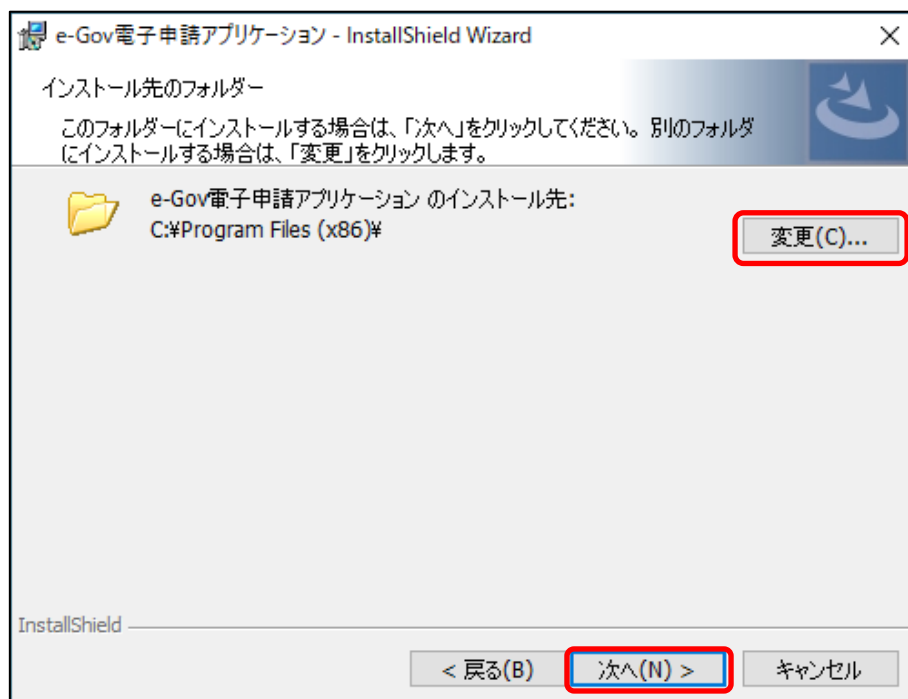 e-Gov電子申請アプリケーション - InstallShield Wizard
インストール先のフォルダー
このフォルダーにインストールする場合は、「次へ」をクリックしてください。別のフォルダ
にインストールする場合は、「変更」をクリックします。
e-Gov電子申請アプリケーション のインストール先:
C:¥Program Files (x86)¥
変更(C)...
InstallShield
< 戻る(B)
次へ(N) >
キャンセル